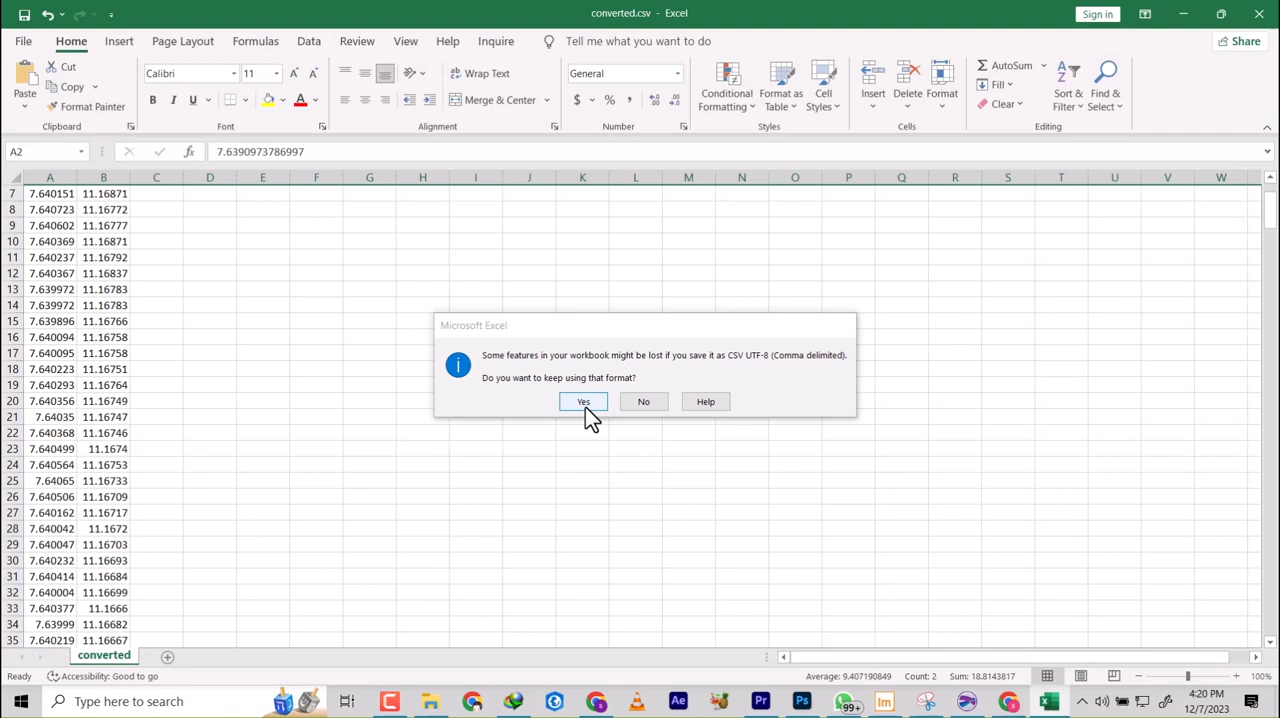 converted.csv - Excel
Sign in
File Home Insert Page Layout Formulas Data Review View Help Inquire Tell me what you want to do Share
Paste
Cut
Copy
Format Painter
Clipboard
Calibri 11
B I U
Font
Wrap Text
Merge & Center
Alignment
General
$ % ,
Number
Conditional Formatting
Format as Table
Cell Styles
Styles
Insert Delete Format
Cells
AutoSum
Fill
Clear
Sort & Filter
Find & Select
Editing
A2 fx 7.6390973786997
A B C D E F G H I J K L M N O P Q R S T U V W
7 7.640151 11.16871
8 7.640723 11.16772
9 7.640602 11.16777
10 7.640369 11.16871
11 7.640237 11.16792
12 7.640367 11.16837
13 7.639972 11.16783
14 7.639972 11.16783
15 7.639896 11.16766
16 7.640094 11.16758
17 7.640095 11.16758
18 7.640223 11.16751
19 7.640293 11.16764
20 7.640356 11.16749
21 7.64035 11.16747
22 7.640368 11.16746
23 7.640499 11.1674
24 7.640564 11.16753
25 7.64065 11.16733
26 7.640506 11.16709
27 7.640162 11.16717
28 7.640042 11.1672
29 7.640047 11.16703
30 7.640232 11.16693
31 7.640414 11.16684
32 7.640004 11.16699
33 7.640377 11.1666
34 7.63999 11.16682
35 7.640219 11.16667
Microsoft Excel
Some features in your workbook might be lost if you save it as CSV UTF-8 (Comma delimited).
Do you want to keep using that format?
Yes No Help
converted
Ready Accessibility: Good to go Average: 9.407190849 Count: 2 Sum: 18.8143817 100%
Type here to search
Ae
Pr
Ps
99+
Im
4:20 PM
12/7/2023